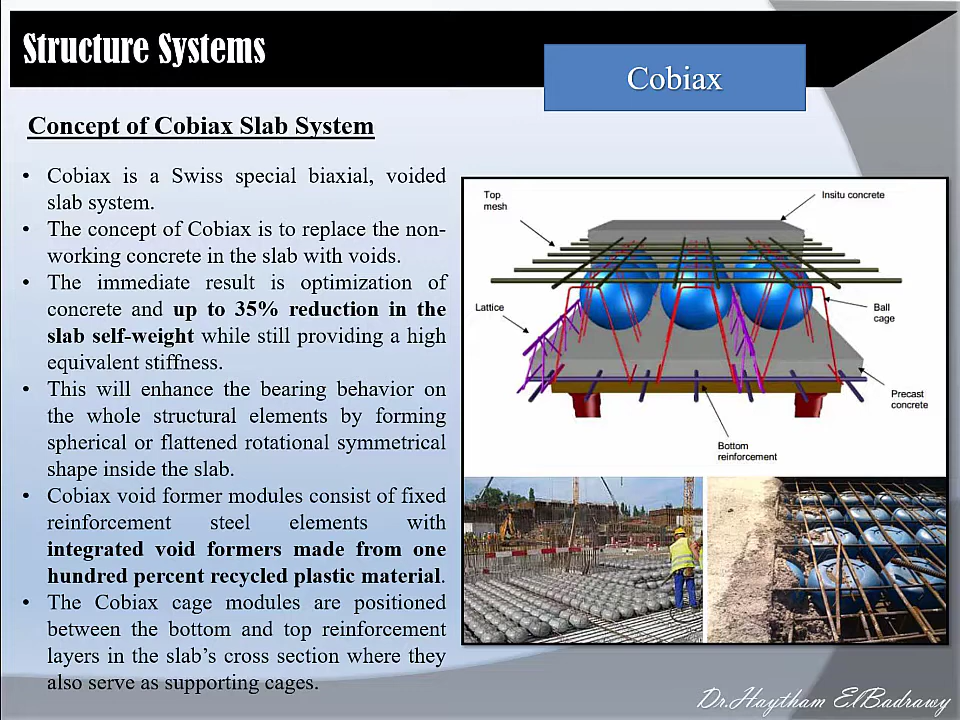 Structure Systems
Cobiax
Concept of Cobiax Slab System
• Cobiax is a Swiss special biaxial, voided
slab system.
• The concept of Cobiax is to replace the non-
working concrete in the slab with voids.
• The immediate result is optimization of
concrete and up to 35% reduction in the
slab self-weight while still providing a high
equivalent stiffness.
• This will enhance the bearing behavior on
the whole structural elements by forming
spherical or flattened rotational symmetrical
shape inside the slab.
• Cobiax void former modules consist of fixed
reinforcement steel elements with
integrated void formers made from one
hundred percent recycled plastic material.
• The Cobiax cage modules are positioned
between the bottom and top reinforcement
layers in the slab’s cross section where they
also serve as supporting cages.
Top
mesh
Insitu concrete
Lattice
Ball
cage
Precast
concrete
Bottom
reinforcement
Dr.Haytham ElBadrawy